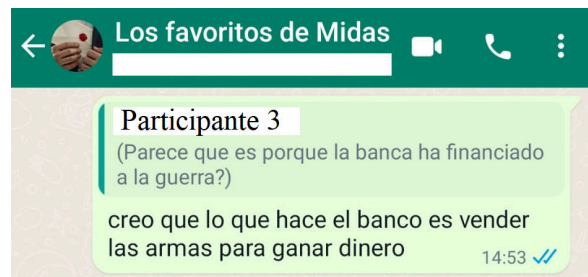 Los favoritos de Midas
Participante 3
(Parece que es porque la banca ha financiado
a la guerra?)
creo que lo que hace el banco es vender
las armas para ganar dinero
14:53